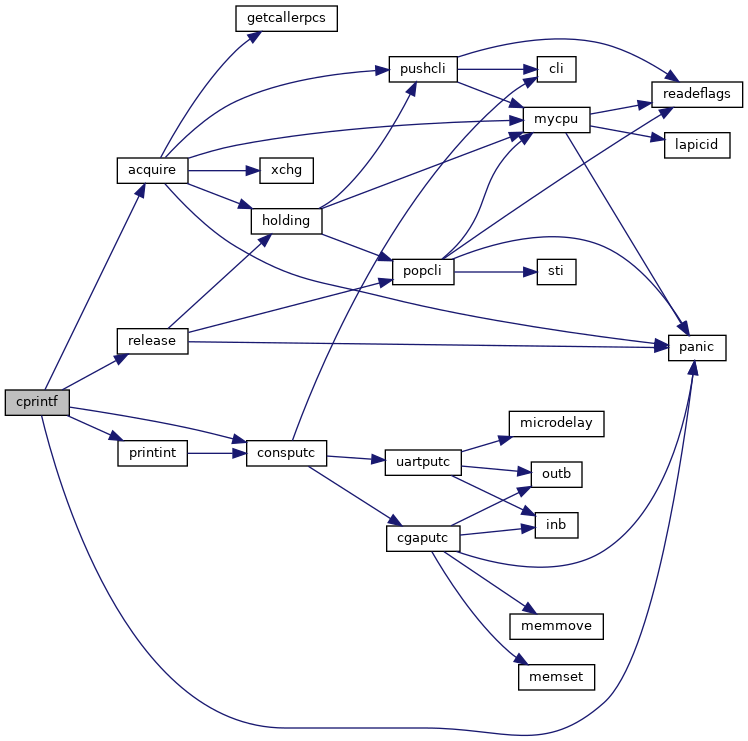 getcallerpcs
pushcli
cli
readeflags
mycpu
lapicid
acquire
xchg
holding
popcli
sti
release
panic
cprintf
microdelay
printint
consputc
uartputc
outb
inb
cgaputc
memmove
memset